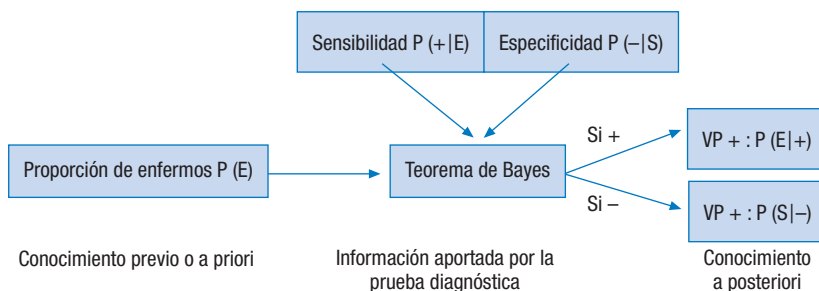 Sensibilidad P (+|E)
Especificidad P (–|S)
Si +
VP + : P (E|+)
Proporción de enfermos P (E)
Teorema de Bayes
Si –
VP + : P (S|–)
Conocimiento previo o a priori
Información aportada por la
prueba diagnóstica
Conocimiento
a posteriori